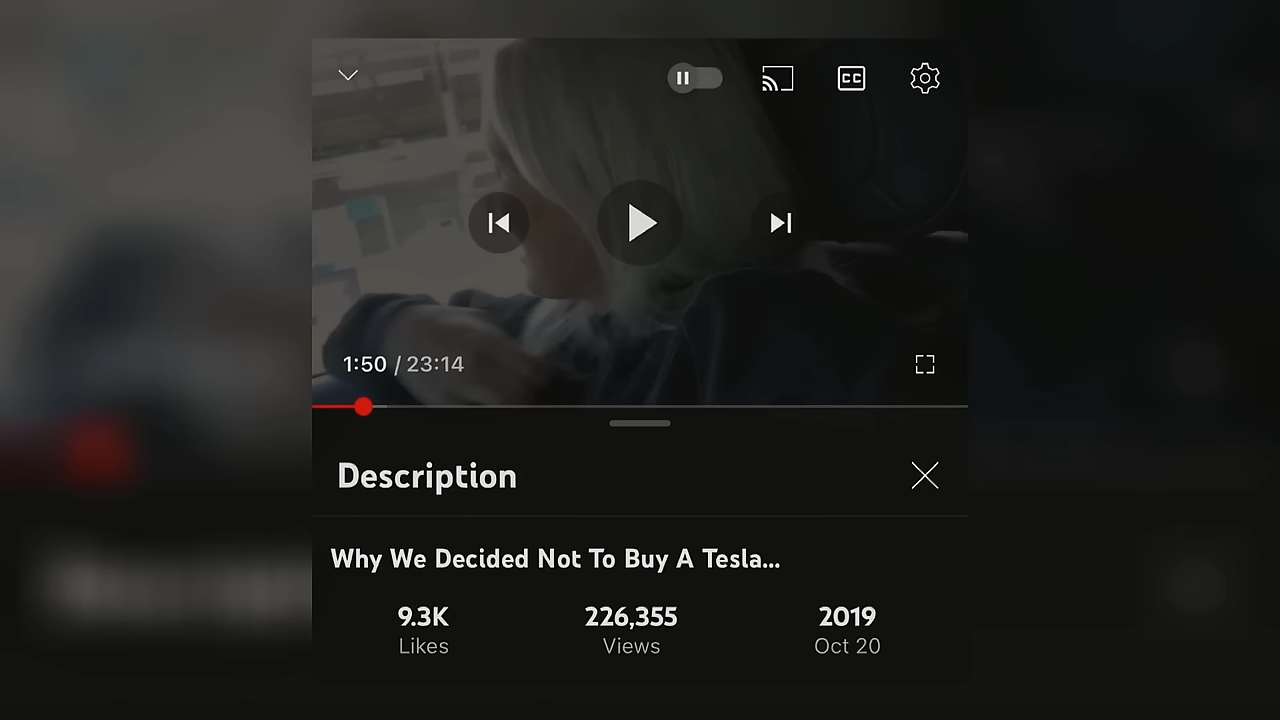 CC
1:50 / 23:14
Description
Why We Decided Not To Buy A Tesla...
9.3K 226,355 2019
Likes Views Oct 20